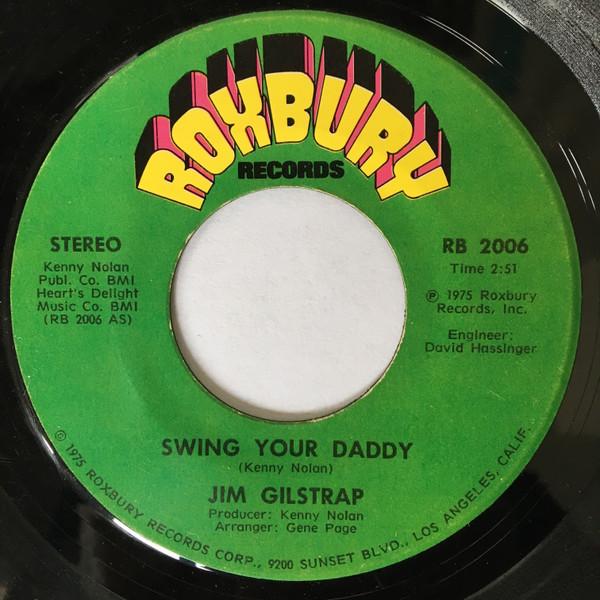 ROXBURY
RECORDS
STEREO
Kenny Nolan
Publ. Co. BMI
Heart's Delight
Music Co. BMI
(RB 2006 AS)
RB 2006
Time 2:51
℗ 1975 Roxbury
Records, Inc.
Engineer:
David Hassinger
SWING YOUR DADDY
(Kenny Nolan)
JIM GILSTRAP
Producer: Kenny Nolan
Arranger: Gene Page
© 1975 ROXBURY RECORDS CORP., 9200 SUNSET BLVD., LOS ANGELES, CALIF.